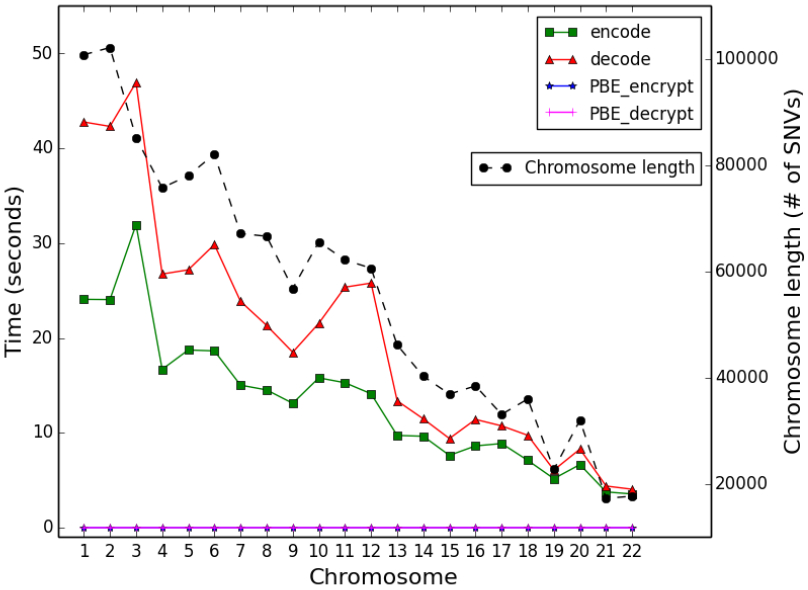 encode
decode
PBE_encrypt
PBE_decrypt
Chromosome length
Time (seconds)
50
40
30
20
10
0
Chromosome length (# of SNVs)
100000
80000
60000
40000
20000
1 2 3 4 5 6 7 8 9 10 11 12 13 14 15 16 17 18 19 20 21 22
Chromosome